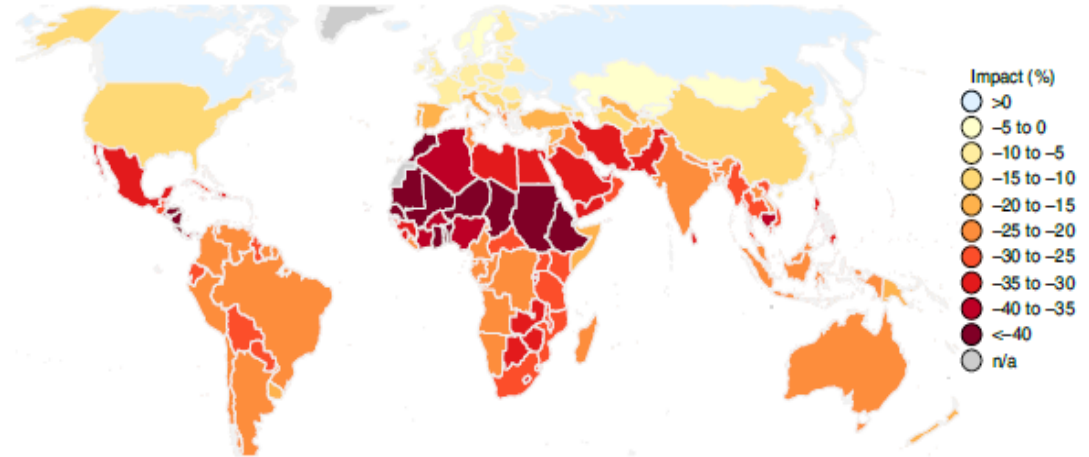 Impact (%)
>0
–5 to 0
–10 to –5
–15 to –10
–20 to –15
–25 to –20
–30 to –25
–35 to –30
–40 to –35
<–40
n/a